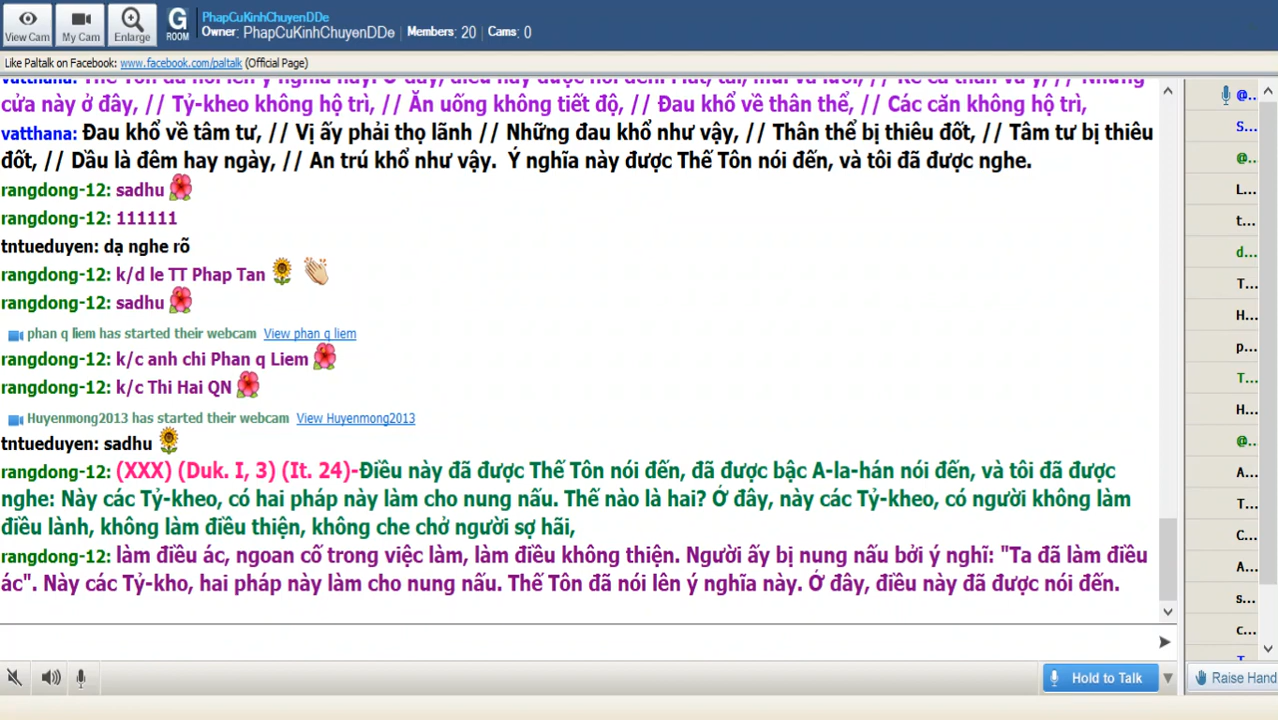 PhapCuKinhChuyenDDe
Owner: PhapCuKinhChuyenDDe Members: 20 Cams: 0
View Cam My Cam Enlarge G ROOM
Like Paltalk on Facebook: www.facebook.com/paltalk (Official Page)
cửa này ở đây, // Tỷ-kheo không hộ trì, // Ăn uống không tiết độ, // Đau khổ về thân thể, // Các căn không hộ trì,
vatthana: Đau khổ về tâm tư, // Vị ấy phải thọ lãnh // Những đau khổ như vậy, // Thân thể bị thiêu đốt, // Tâm tư bị thiêu
đốt, // Dầu là đêm hay ngày, // An trú khổ như vậy. Ý nghĩa này được Thế Tôn nói đến, và tôi đã được nghe.
rangdong-12: sadhu
rangdong-12: 111111
tntueduyen: dạ nghe rõ
rangdong-12: k/d le TT Phap Tan
rangdong-12: sadhu
phan q liem has started their webcam View phan q liem
rangdong-12: k/c anh chi Phan q Liem
rangdong-12: k/c Thi Hai QN
Huyenmong2013 has started their webcam View Huyenmong2013
tntueduyen: sadhu
rangdong-12: (XXX) (Duk. I, 3) (It. 24)-Điều này đã được Thế Tôn nói đến, đã được bậc A-la-hán nói đến, và tôi đã được
nghe: Này các Tỷ-kheo, có hai pháp này làm cho nung nấu. Thế nào là hai? Ở đây, này các Tỷ-kheo, có người không làm
điều lành, không làm điều thiện, không che chở người sợ hãi,
rangdong-12: làm điều ác, ngoan cố trong việc làm, làm điều không thiện. Người ấy bị nung nấu bởi ý nghĩ: "Ta đã làm điều
ác". Này các Tỷ-kho, hai pháp này làm cho nung nấu. Thế Tôn đã nói lên ý nghĩa này. Ở đây, điều này đã được nói đến.
@..
S...
@..
L...
t...
d...
T...
H...
p...
T...
H...
@..
A...
T...
C...
A...
s...
c...
Hold to Talk
Raise Hand